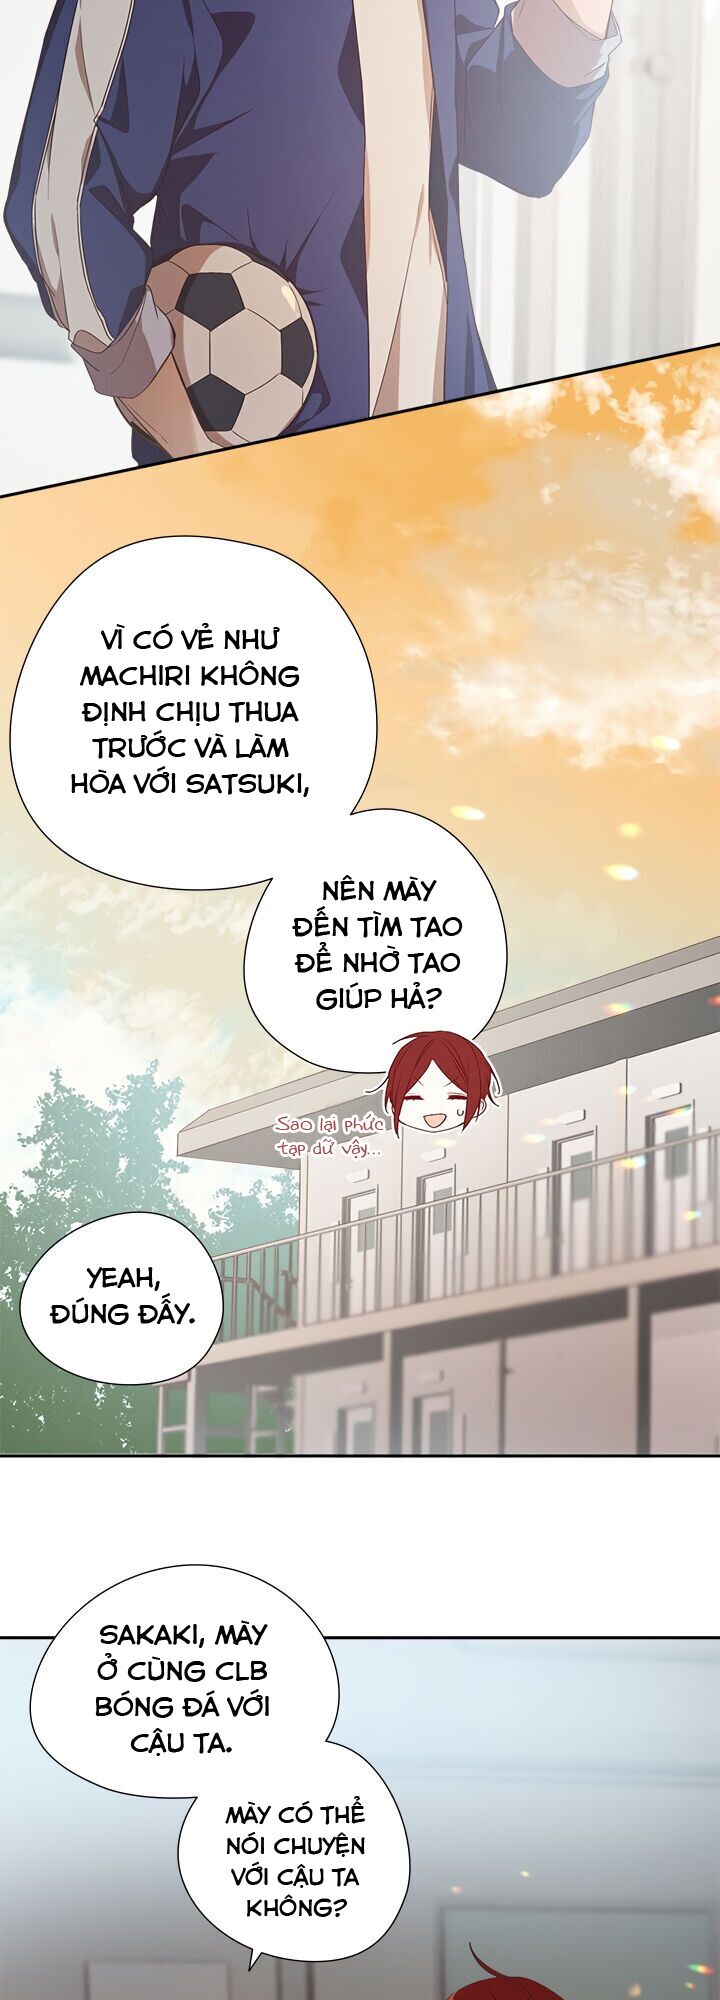 VÌ CÓ VẺ NHƯ
MACHIRI KHÔNG
ĐỊNH CHỊU THUA
TRƯỚC VÀ LÀM
HÒA VỚI SATSUKI,
NÊN MÀY
ĐẾN TÌM TAO
ĐỂ NHỜ TAO
GIÚP HẢ?
Sao lại phức
tạp dữ vậy...
YEAH,
ĐÚNG ĐẤY.
SAKAKI, MÀY
Ở CÙNG CLB
BÓNG ĐÁ VỚI
CẬU TA.
MÀY CÓ THỂ
NÓI CHUYỆN
VỚI CẬU TA
KHÔNG?